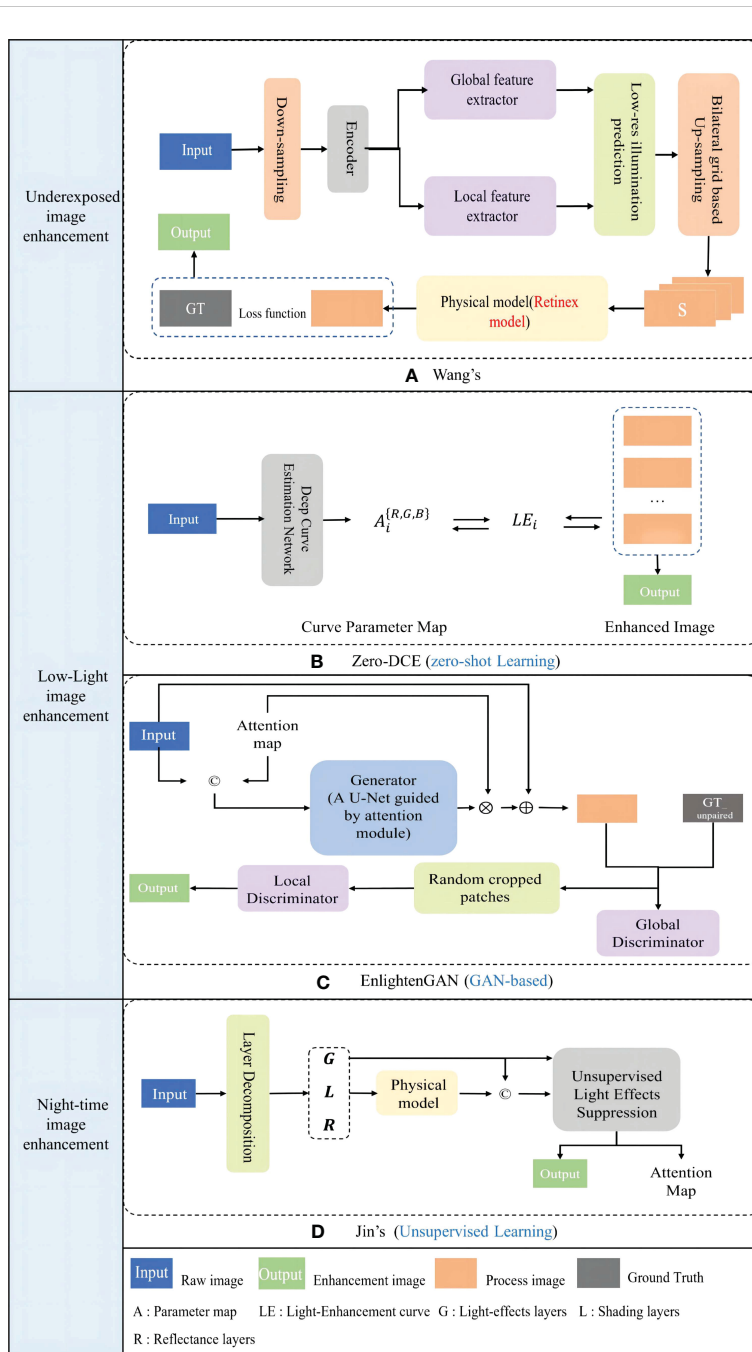 Underexposed
image
enhancement
Input
Down-sampling
Encoder
Global feature
extractor
Local feature
extractor
Low-res illumination
prediction
Bilateral grid based
Up-sampling
Output
GT
Loss function
Physical model(Retinex
model)
S
A Wang's
Low-Light
image
enhancement
Input
Deep Curve
Estimation Network
A_i^{R,G,B}
LE_i
...
Output
Curve Parameter Map
Enhanced Image
B Zero-DCE (zero-shot Learning)
Input
Attention
map
©
Generator
(A U-Net guided
by attention
module)
⊗
⊕
GT_
unpaired
Output
Local
Discriminator
Random cropped
patches
Global
Discriminator
C EnlightenGAN (GAN-based)
Night-time
image
enhancement
Input
Layer Decomposition
G
L
R
Physical
model
©
Unsupervised
Light Effects
Suppression
Output
Attention
Map
D Jin's (Unsupervised Learning)
Input Raw image Output Enhancement image Process image Ground Truth
A : Parameter map LE : Light-Enhancement curve G : Light-effects layers L : Shading layers
R : Reflectance layers